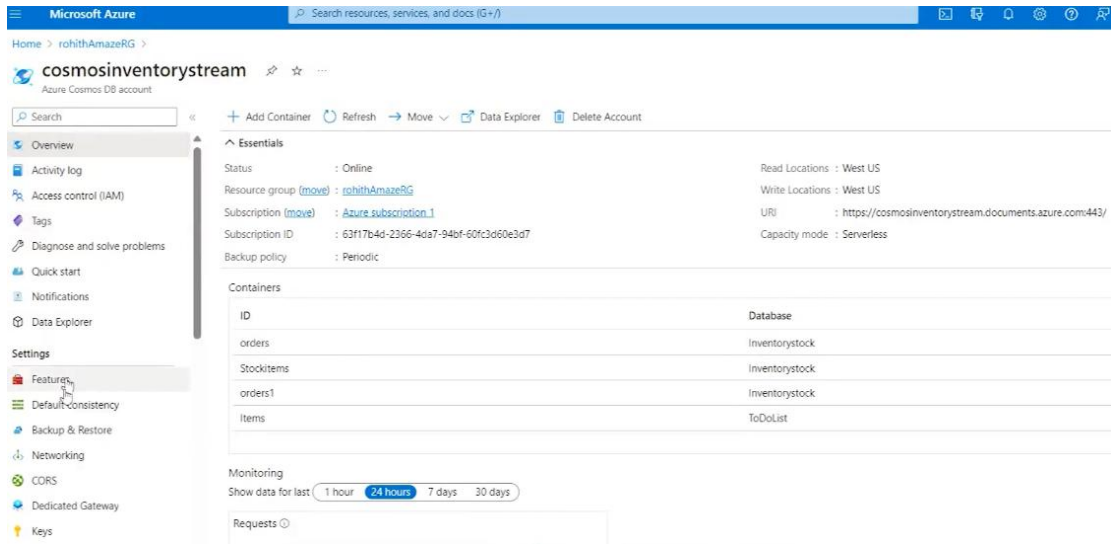 Microsoft Azure
Search resources, services, and docs (G+/)
Home > rohithAmazeRG >
cosmosinventorystream
Azure Cosmos DB account
Search
+ Add Container Refresh Move Data Explorer Delete Account
Overview
Activity log
Access control (IAM)
Tags
Diagnose and solve problems
Quick start
Notifications
Data Explorer
Settings
Features
Default consistency
Backup & Restore
Networking
CORS
Dedicated Gateway
Keys
Essentials
Status : Online
Resource group (move) : rohithAmazeRG
Subscription (move) : Azure subscription 1
Subscription ID : 63f17b4d-2366-4da7-94bf-60fc3d60e3d7
Backup policy : Periodic
Read Locations : West US
Write Locations : West US
URI : https://cosmosinventorystream.documents.azure.com:443/
Capacity mode : Serverless
Containers
ID Database
orders Inventorystock
Stockitems Inventorystock
orders1 Inventorystock
Items ToDoList
Monitoring
Show data for last 1 hour 24 hours 7 days 30 days
Requests